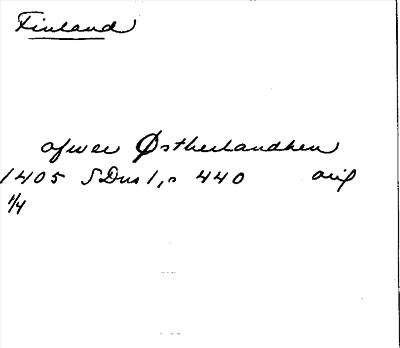 Finland
ofwer Østherlandhen
1405 SDns 1, s 440 orig
1/4